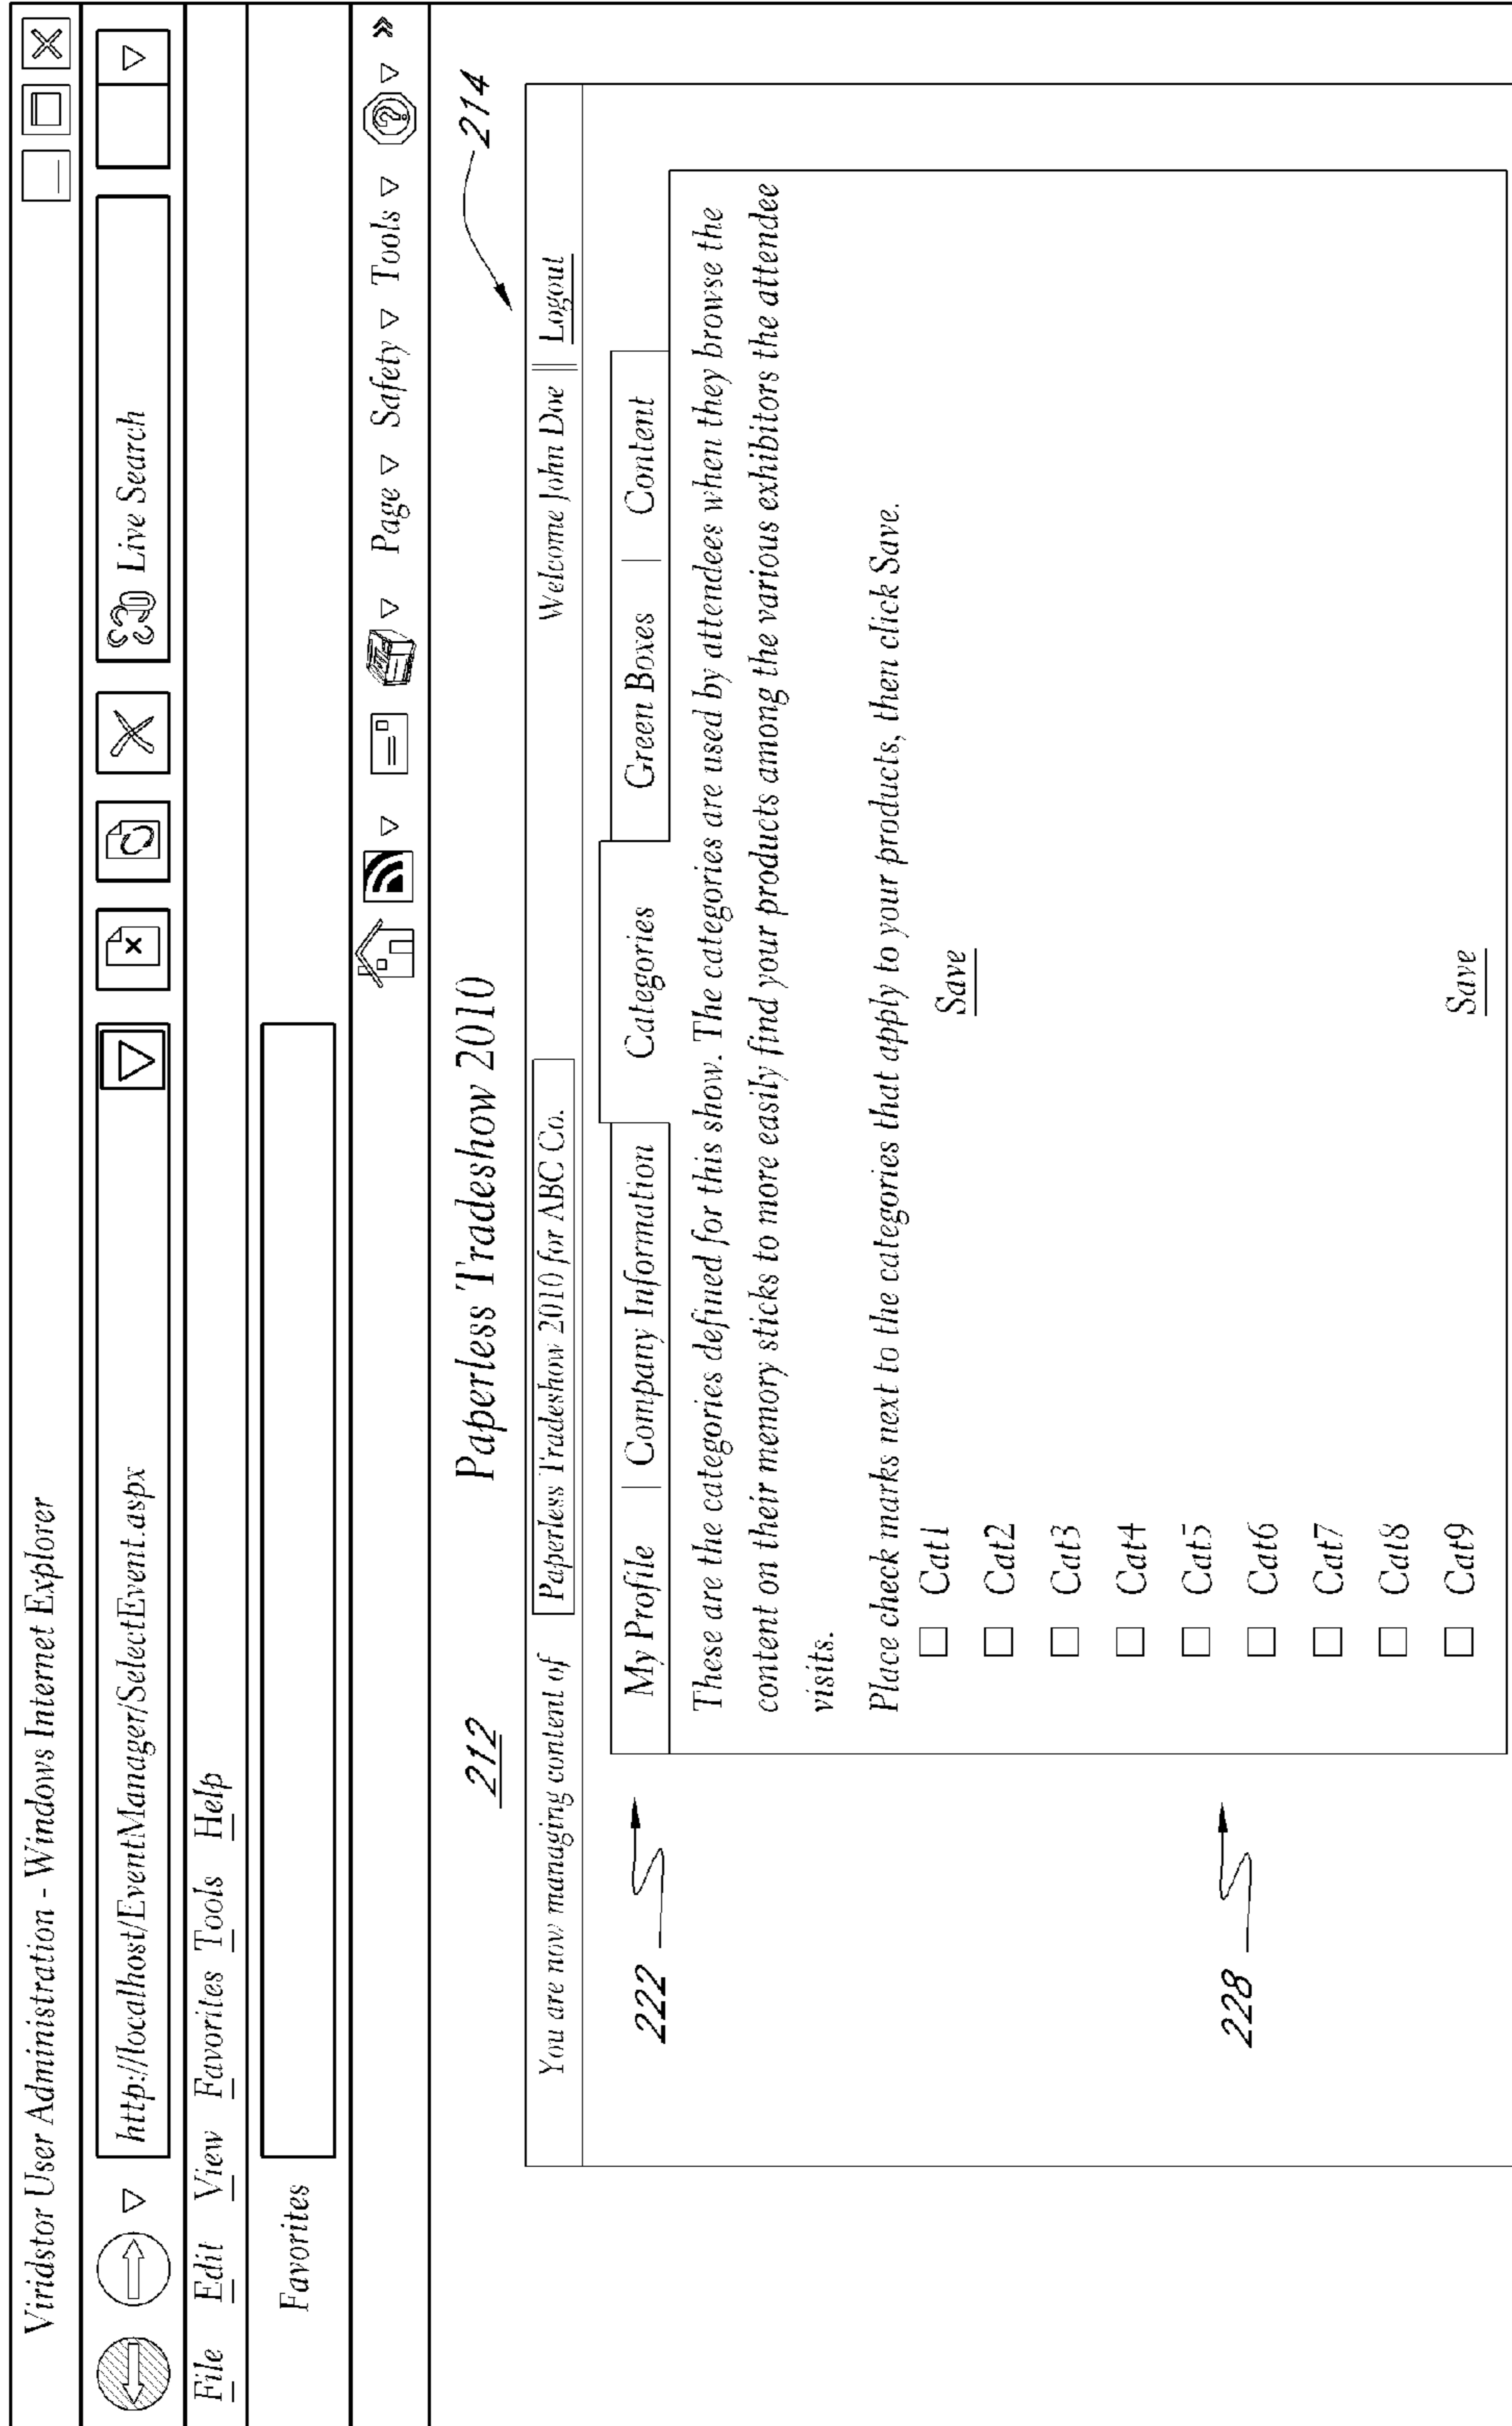 Viridstor User Administration - Windows Internet Explorer
http://localhost/EventManager/SelectEvent.aspx
Live Search
File Edit View Favorites Tools Help
Favorites
Page Safety Tools ? »
212 Paperless Tradeshow 2010 214
You are now managing content of Paperless Tradeshow 2010 for ABC Co. Welcome John Doe || Logout
222 My Profile | Company Information Categories Green Boxes | Content
These are the categories defined for this show. The categories are used by attendees when they browse the
content on their memory sticks to more easily find your products among the various exhibitors the attendee
visits.
Place check marks next to the categories that apply to your products, then click Save.
Cat1 Save
Cat2
Cat3
Cat4
228 Cat5
Cat6
Cat7
Cat8
Cat9 Save